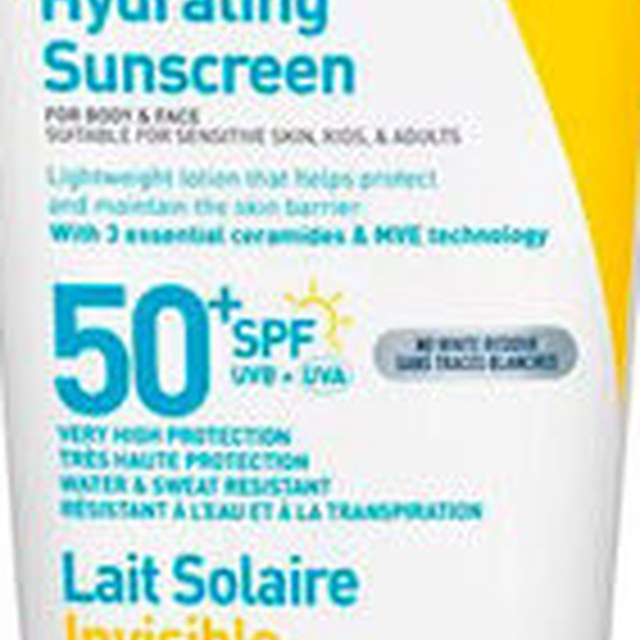 Hydrating
Sunscreen
FOR BODY & FACE
SUITABLE FOR SENSITIVE SKIN, KIDS, & ADULTS
Lightweight lotion that helps protect
and maintain the skin barrier
With 3 essential ceramides & MVE technology
50+ SPF
UVB + UVA
NO WHITE RESIDUE
SANS TRACES BLANCHES
VERY HIGH PROTECTION
TRÈS HAUTE PROTECTION
WATER & SWEAT RESISTANT
RÉSISTANT À L'EAU ET À LA TRANSPIRATION
Lait Solaire
Invisible